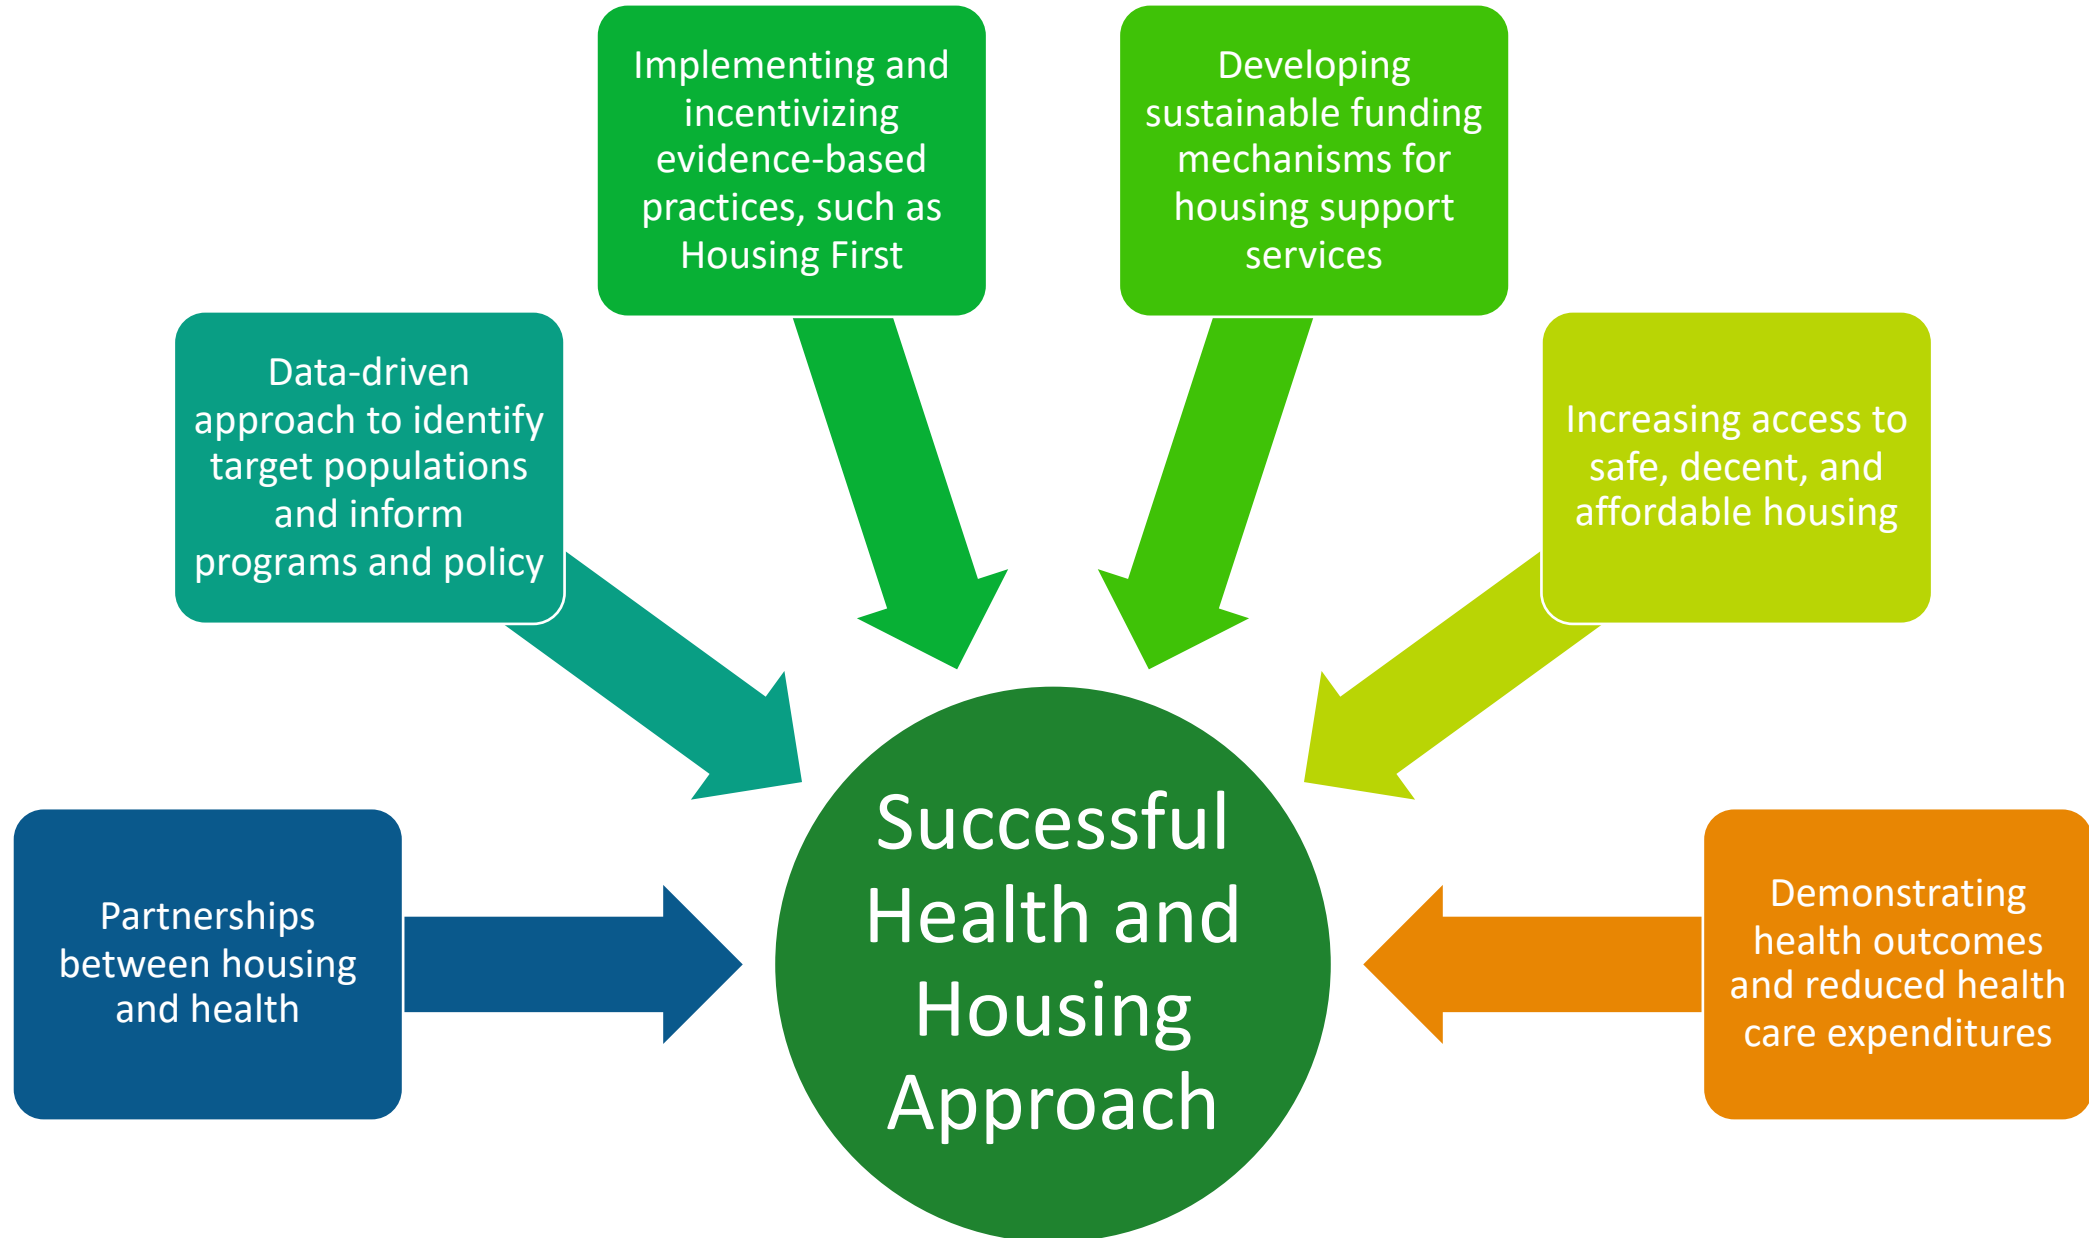 Implementing and
incentivizing
evidence-based
practices, such as
Housing First
Developing
sustainable funding
mechanisms for
housing support
services
Data-driven
approach to identify
target populations
and inform
programs and policy
Increasing access to
safe, decent, and
affordable housing
Partnerships
between housing
and health
Successful
Health and
Housing
Approach
Demonstrating
health outcomes
and reduced health
care expenditures